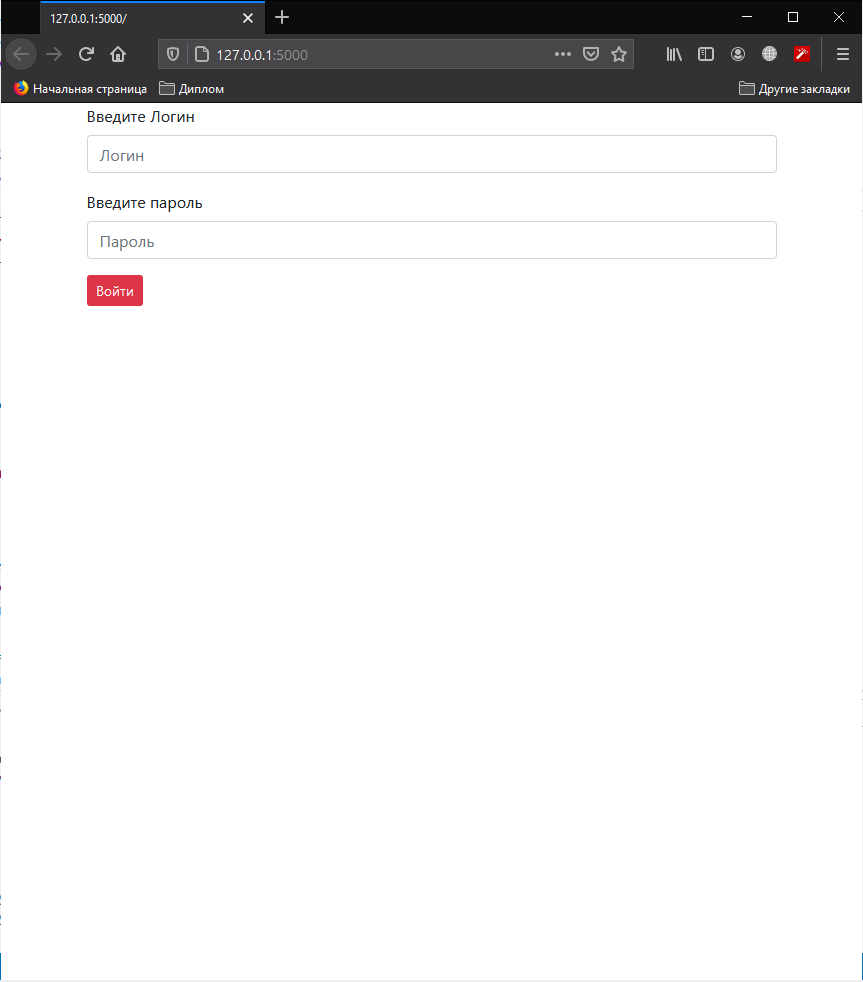 127.0.0.1:5000/
127.0.0.1:5000
Начальная страница Диплом Другие закладки
Введите Логин
Логин
Введите пароль
Пароль
Войти